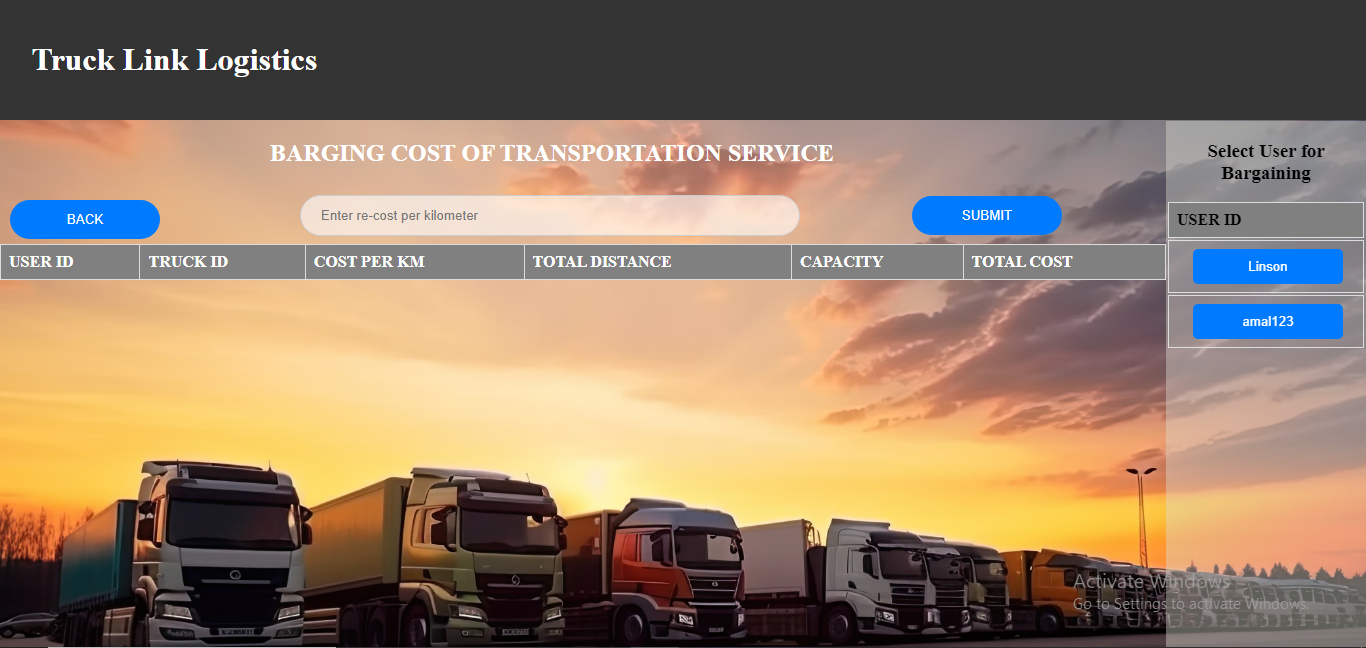 Truck Link Logistics
BARGING COST OF TRANSPORTATION SERVICE
BACK
Enter re-cost per kilometer
SUBMIT
USER ID TRUCK ID COST PER KM TOTAL DISTANCE CAPACITY TOTAL COST
Select User for
Bargaining
USER ID
Linson
amal123
Activate Windows
Go to Settings to activate Windows.